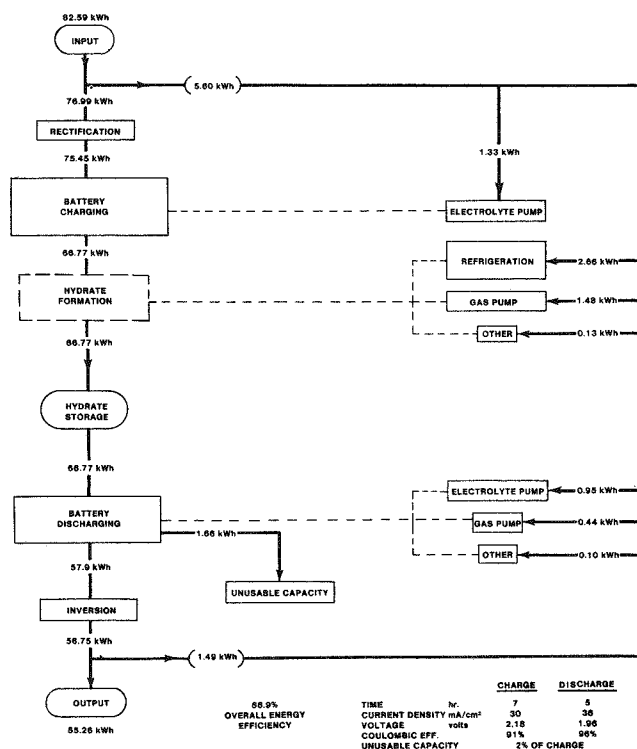 82.59 kWh
INPUT
(5.60 kWh)
76.99 kWh
RECTIFICATION
1.33 kWh
75.45 kWh
BATTERY
CHARGING
ELECTROLYTE PUMP
66.77 kWh
REFRIGERATION
2.66 kWh
HYDRATE
FORMATION
GAS PUMP
1.48 kWh
OTHER
0.13 kWh
66.77 kWh
HYDRATE
STORAGE
66.77 kWh
ELECTROLYTE PUMP
0.95 kWh
BATTERY
DISCHARGING
GAS PUMP
0.44 kWh
1.66 kWh
OTHER
0.10 kWh
57.9 kWh
UNUSABLE CAPACITY
INVERSION
56.75 kWh
(1.49 kWh)
OUTPUT
55.26 kWh
66.9%
OVERALL ENERGY
EFFICIENCY
CHARGE DISCHARGE
TIME hr. 7 5
CURRENT DENSITY mA/cm² 30 36
VOLTAGE volts 2.18 1.96
COULOMBIC EFF. 91% 96%
UNUSABLE CAPACITY 2% OF CHARGE